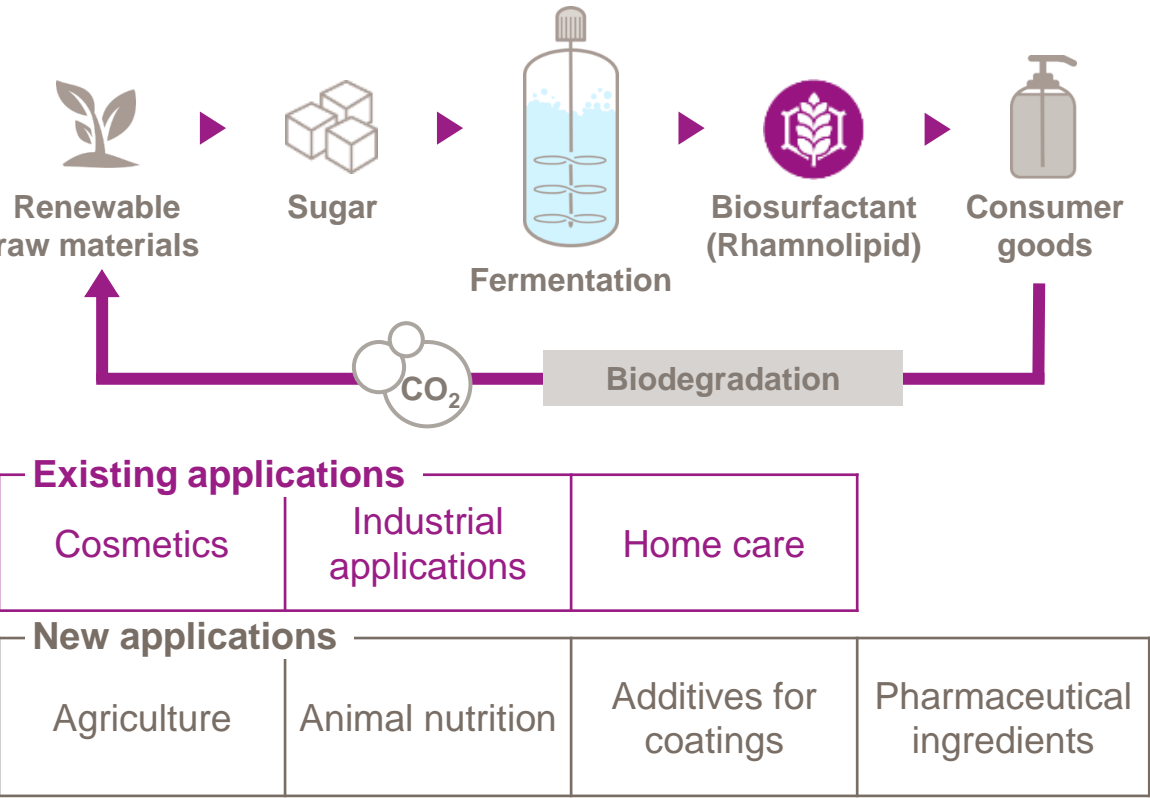 Renewable
raw materials
Sugar
Fermentation
Biosurfactant
(Rhamnolipid)
Consumer
goods
CO₂
Biodegradation
Existing applications
Cosmetics
Industrial
applications
Home care
New applications
Agriculture
Animal nutrition
Additives for
coatings
Pharmaceutical
ingredients